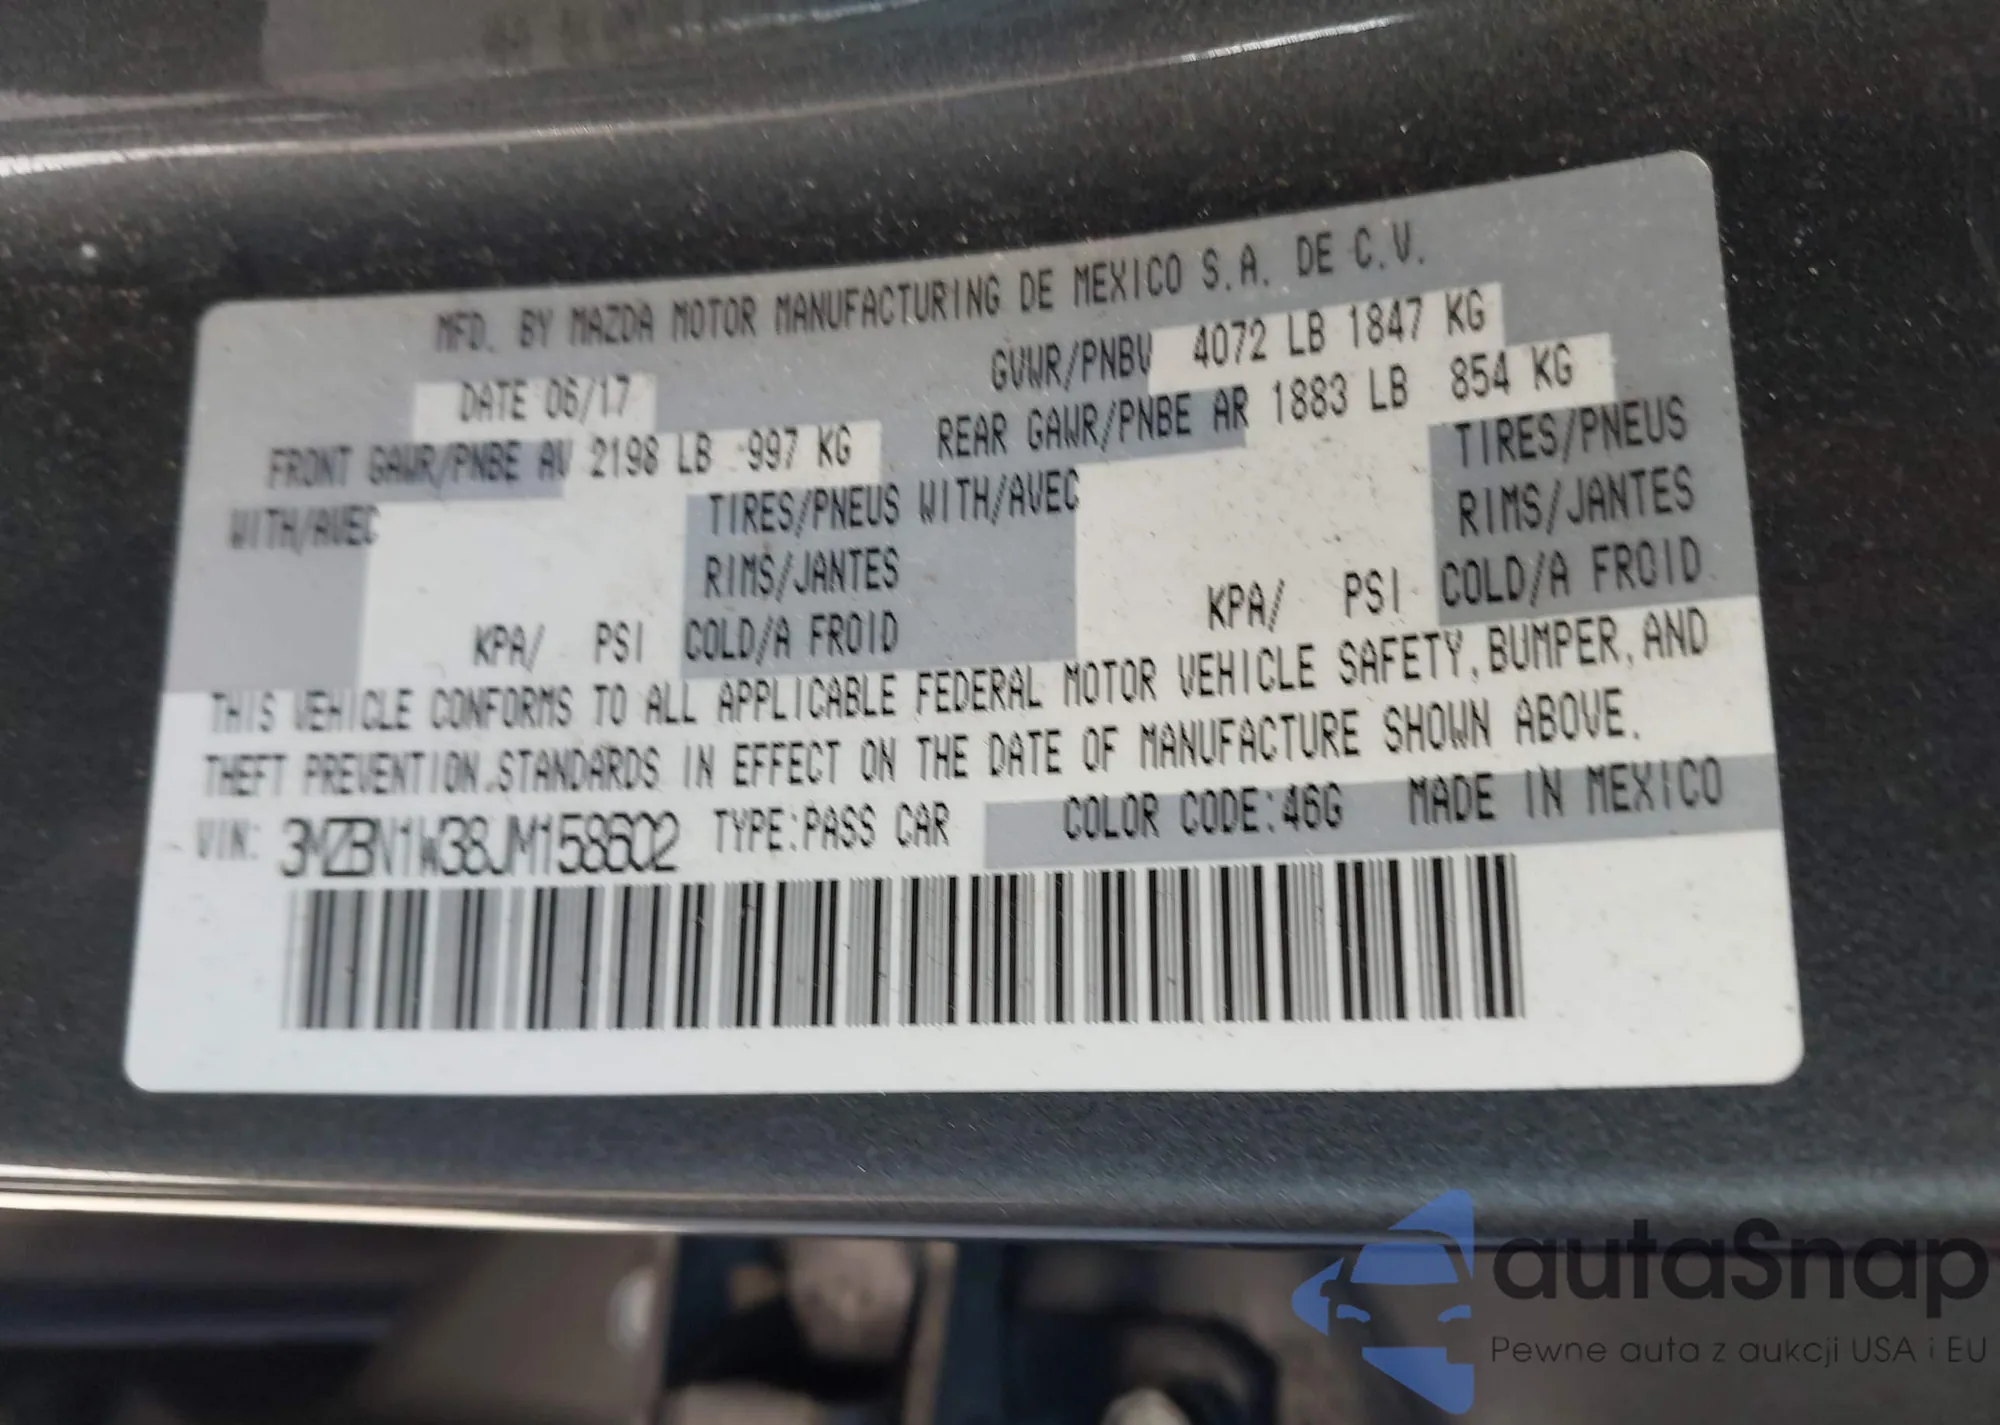 MFD. BY MAZDA MOTOR MANUFACTURING DE MEXICO S.A. DE C.V.
DATE 06/17 GVWR/PNBV 4072 LB 1847 KG
FRONT GAWR/PNBE AV 2198 LB 997 KG REAR GAWR/PNBE AR 1883 LB 854 KG
WITH/AVEC TIRES/PNEUS WITH/AVEC TIRES/PNEUS
RIMS/JANTES RIMS/JANTES
KPA/ PSI COLD/A FROID KPA/ PSI COLD/A FROID
THIS VEHICLE CONFORMS TO ALL APPLICABLE FEDERAL MOTOR VEHICLE SAFETY, BUMPER, AND
THEFT PREVENTION STANDARDS IN EFFECT ON THE DATE OF MANUFACTURE SHOWN ABOVE.
VIN: 3MZBN1W38JM158602 TYPE:PASS CAR COLOR CODE:46G MADE IN MEXICO
autaSnap
Pewne auta z aukcji USA i EU